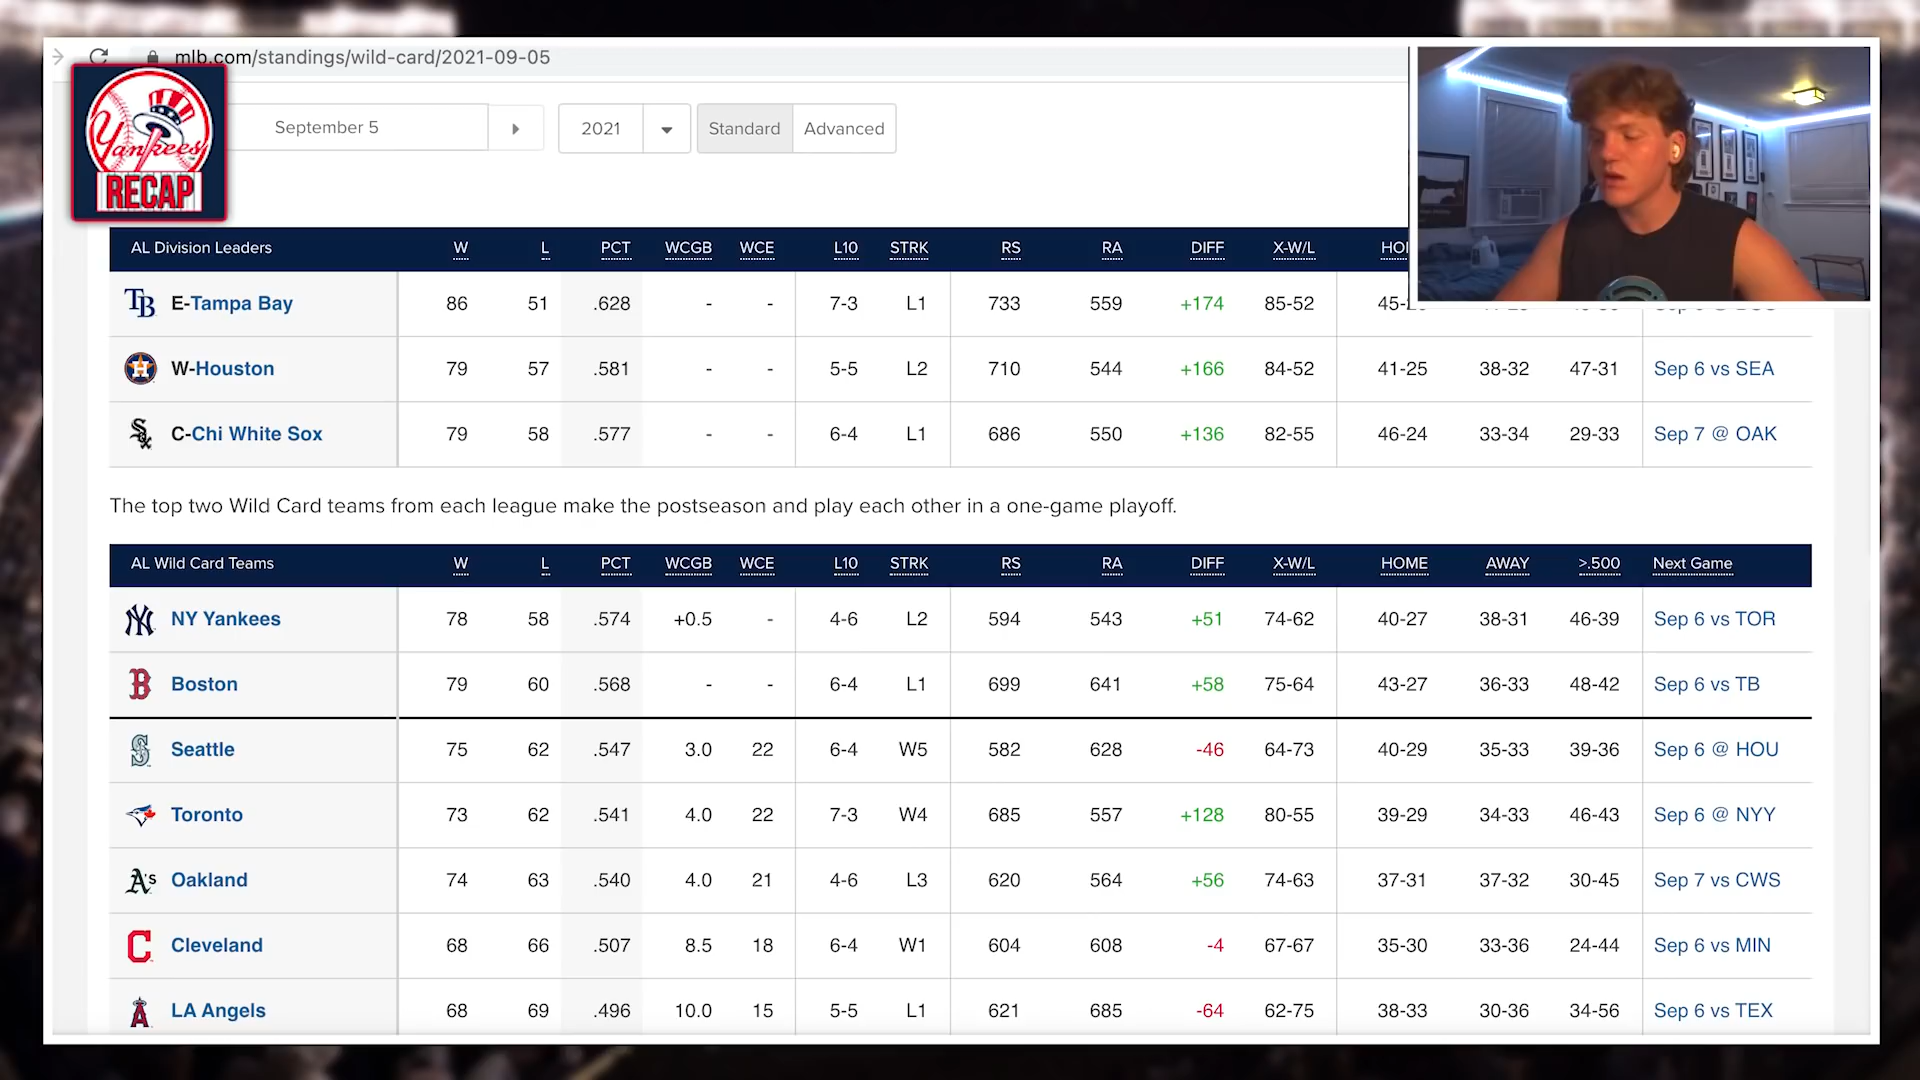 mlb.com/standings/wild-card/2021-09-05
Yankees
RECAP
September 5 2021 Standard Advanced
AL Division Leaders W L PCT WCGB WCE L10 STRK RS RA DIFF X-W/L
E-Tampa Bay 86 51 .628 - - 7-3 L1 733 559 +174 85-52
W-Houston 79 57 .581 - - 5-5 L2 710 544 +166 84-52 41-25 38-32 47-31 Sep 6 vs SEA
C-Chi White Sox 79 58 .577 - - 6-4 L1 686 550 +136 82-55 46-24 33-34 29-33 Sep 7 @ OAK
The top two Wild Card teams from each league make the postseason and play each other in a one-game playoff.
AL Wild Card Teams W L PCT WCGB WCE L10 STRK RS RA DIFF X-W/L HOME AWAY >.500 Next Game
NY Yankees 78 58 .574 +0.5 - 4-6 L2 594 543 +51 74-62 40-27 38-31 46-39 Sep 6 vs TOR
Boston 79 60 .568 - - 6-4 L1 699 641 +58 75-64 43-27 36-33 48-42 Sep 6 vs TB
Seattle 75 62 .547 3.0 22 6-4 W5 582 628 -46 64-73 40-29 35-33 39-36 Sep 6 @ HOU
Toronto 73 62 .541 4.0 22 7-3 W4 685 557 +128 80-55 39-29 34-33 46-43 Sep 6 @ NYY
Oakland 74 63 .540 4.0 21 4-6 L3 620 564 +56 74-63 37-31 37-32 30-45 Sep 7 vs CWS
Cleveland 68 66 .507 8.5 18 6-4 W1 604 608 -4 67-67 35-30 33-36 24-44 Sep 6 vs MIN
LA Angels 68 69 .496 10.0 15 5-5 L1 621 685 -64 62-75 38-33 30-36 34-56 Sep 6 vs TEX